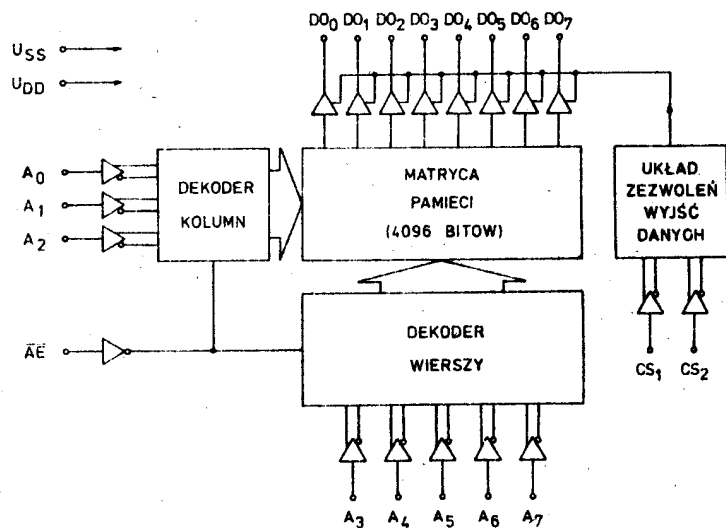 DO0 DO1 DO2 DO3 DO4 DO5 DO6 DO7
USS
UDD
A0
A1
A2
DEKODER
KOLUMN
MATRYCA
PAMIECI
(4096 BITOW)
UKŁAD
ZEZWOLEŃ
WYJŚĆ
DANYCH
AE
DEKODER
WIERSZY
CS1 CS2
A3 A4 A5 A6 A7